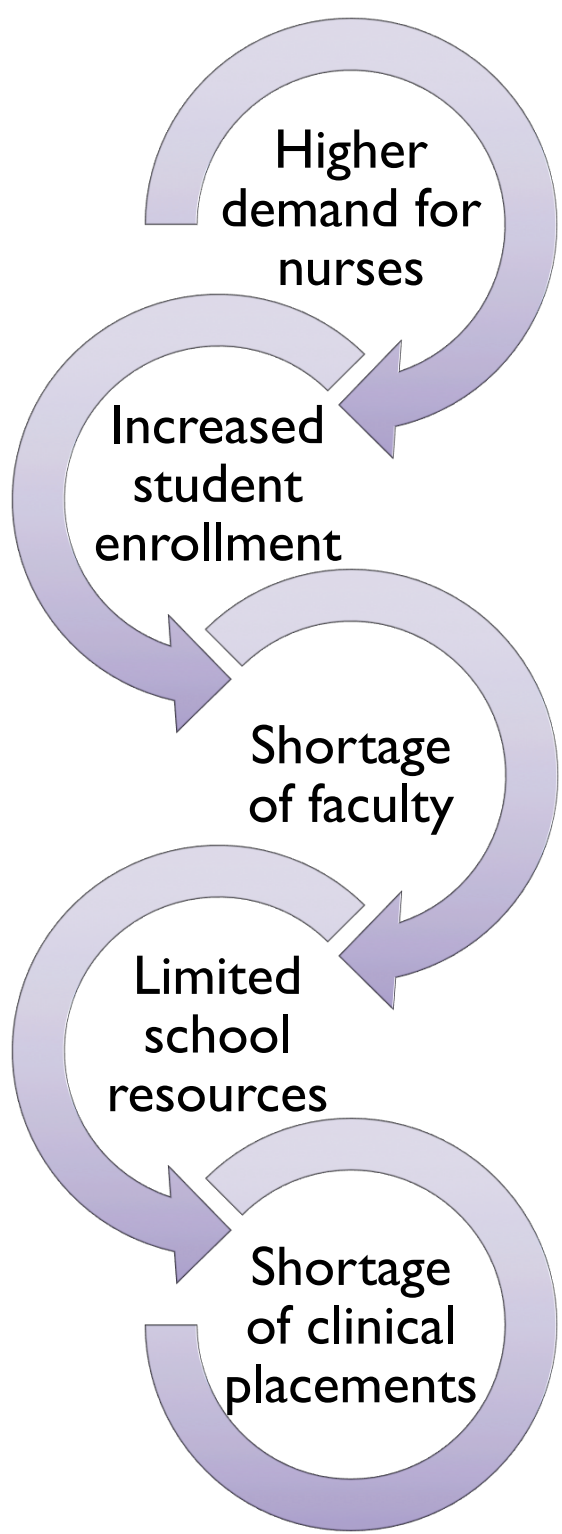 Higher
demand for
nurses
Increased
student
enrollment
Shortage
of faculty
Limited
school
resources
Shortage
of clinical
placements